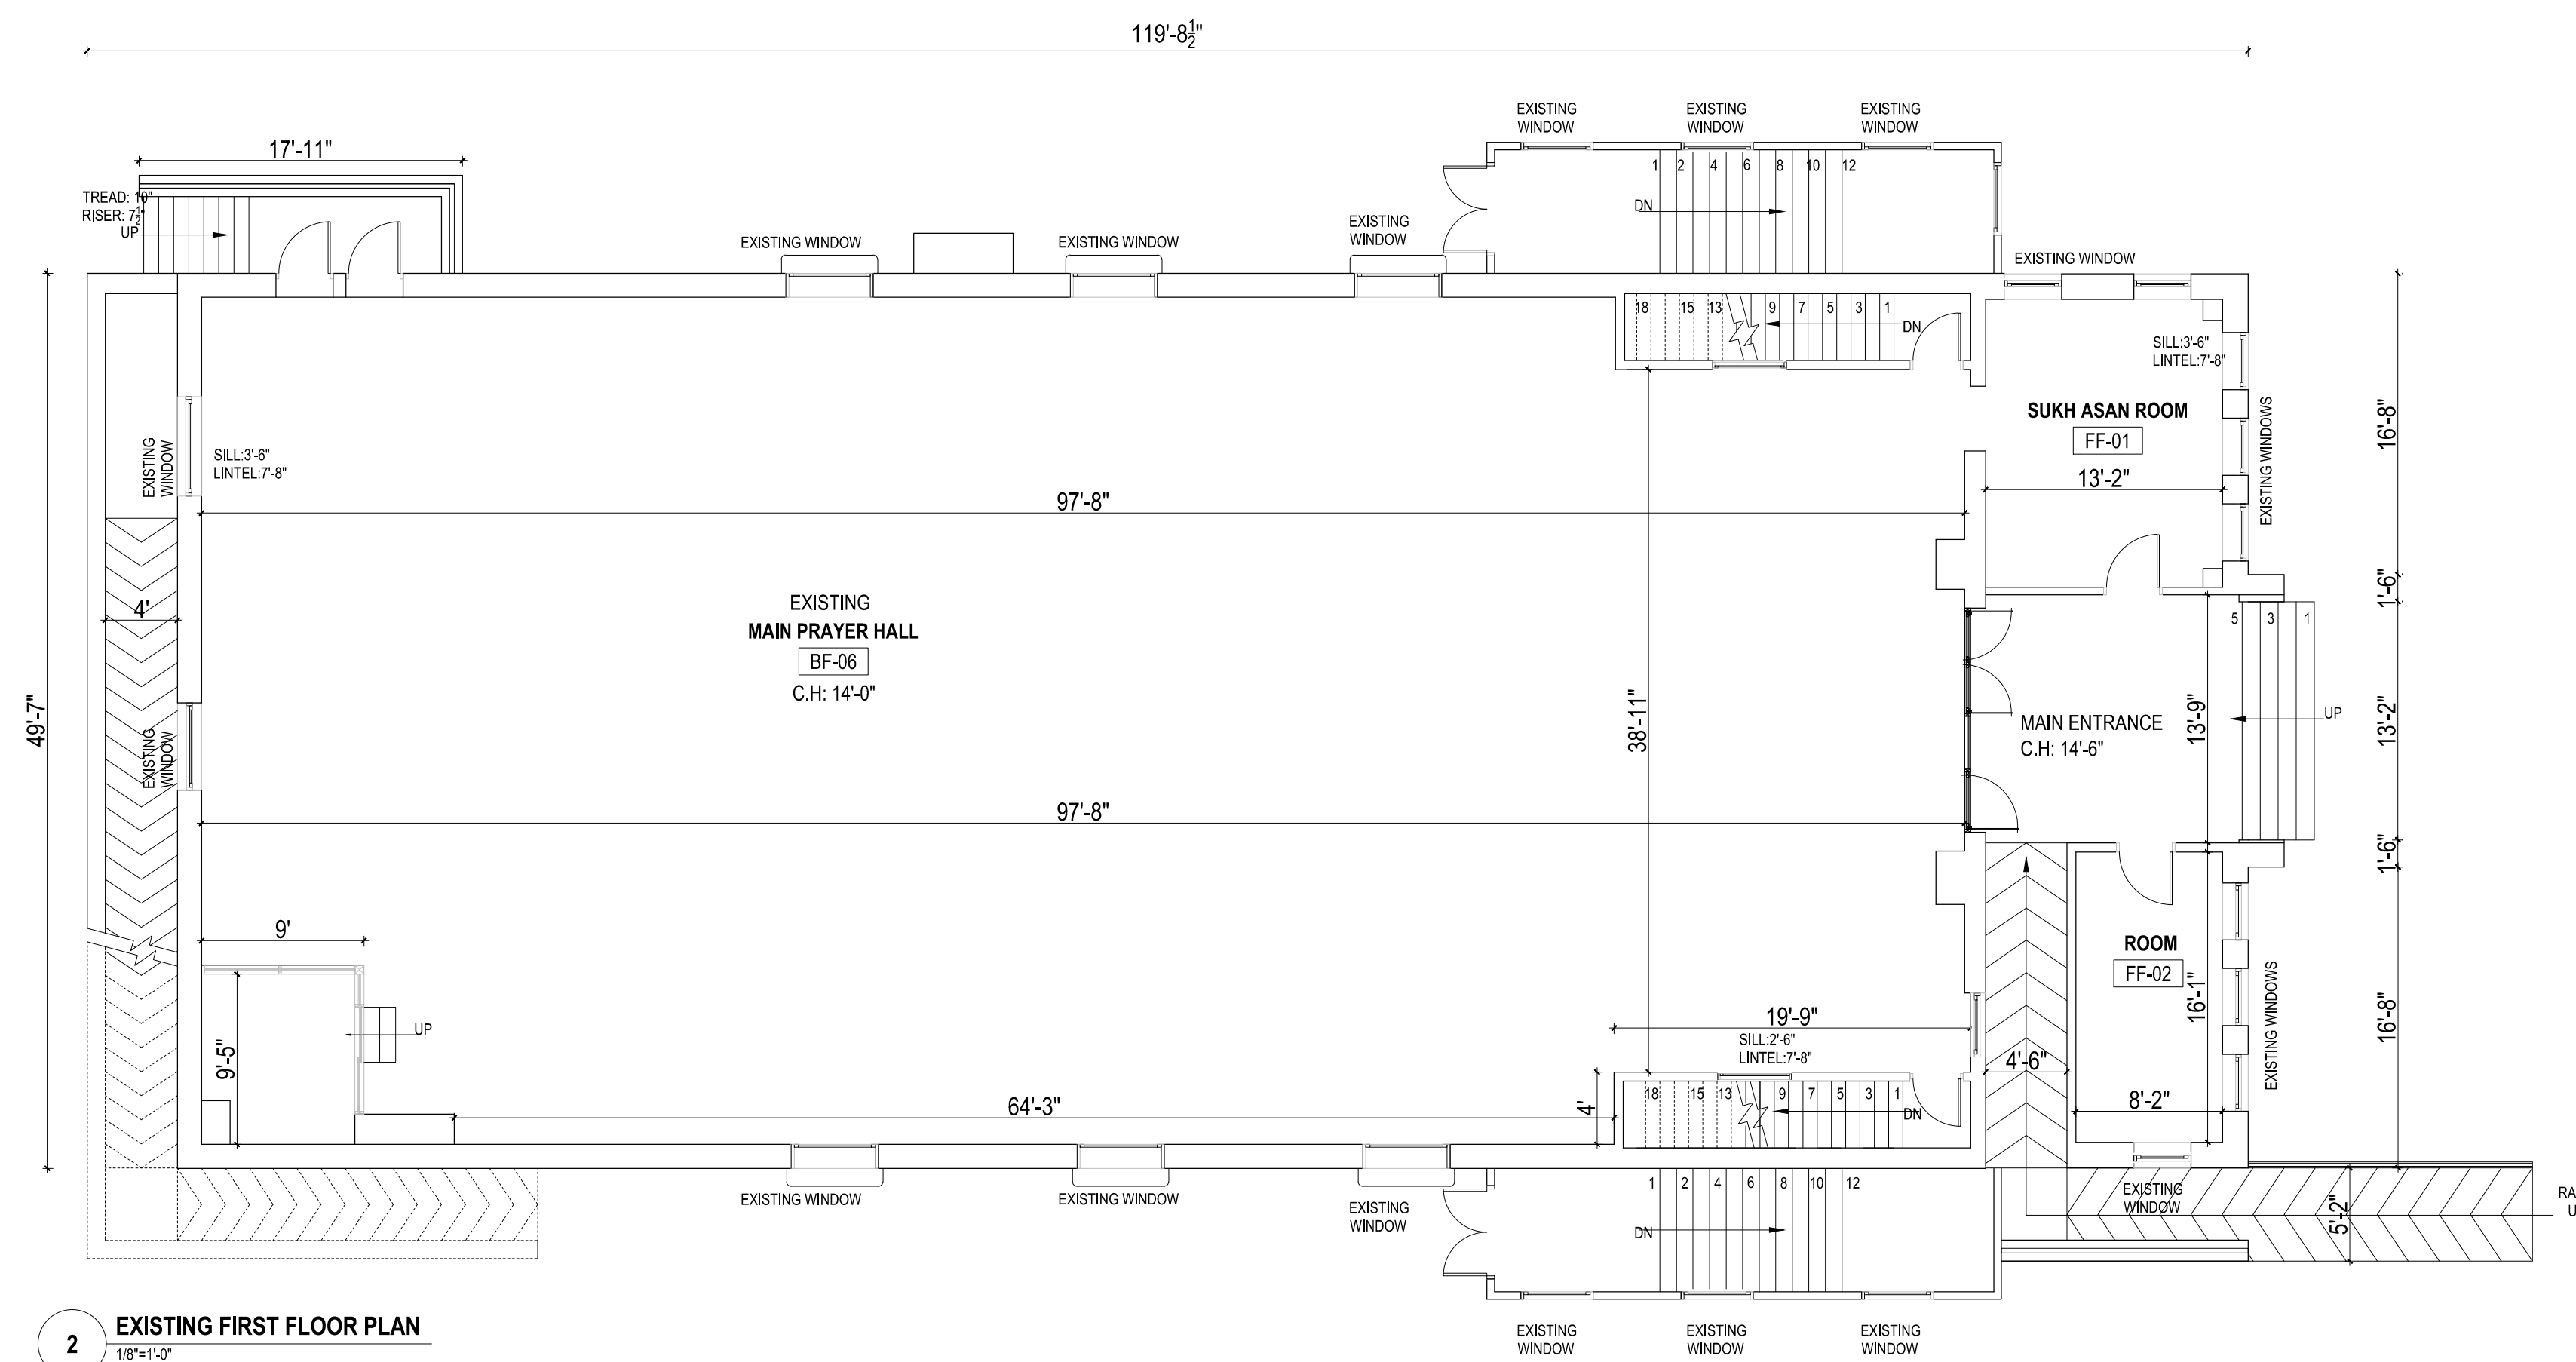 119'-8½"
EXISTING
WINDOW
EXISTING
WINDOW
EXISTING
WINDOW
17'-11"
TREAD: 10"
RISER: 7½"
UP
1 2 4 6 8 10 12
DN
EXISTING WINDOW
EXISTING WINDOW
EXISTING
WINDOW
EXISTING WINDOW
18 15 13 9 7 5 3 1
DN
SILL:3'-6"
LINTEL:7'-8"
SUKH ASAN ROOM
FF-01
13'-2"
EXISTING WINDOWS
16'-8"
EXISTING
WINDOW
SILL:3'-6"
LINTEL:7'-8"
97'-8"
4'
EXISTING
MAIN PRAYER HALL
BF-06
C.H: 14'-0"
49'-7"
EXISTING
WINDOW
38'-11"
MAIN ENTRANCE
C.H: 14'-6"
13'-9"
5 3 1
UP
1'-6"
13'-2"
1'-6"
97'-8"
9'
9'-5"
UP
64'-3"
19'-9"
SILL:2'-6"
LINTEL:7'-8"
4'
18 15 13 9 7 5 3 1
DN
4'-6"
ROOM
FF-02
16'-1"
8'-2"
EXISTING WINDOWS
16'-8"
EXISTING WINDOW
EXISTING WINDOW
EXISTING
WINDOW
1 2 4 6 8 10 12
DN
EXISTING
WINDOW
5'-2"
RA
U
EXISTING
WINDOW
EXISTING
WINDOW
EXISTING
WINDOW
2
EXISTING FIRST FLOOR PLAN
1/8"=1'-0"